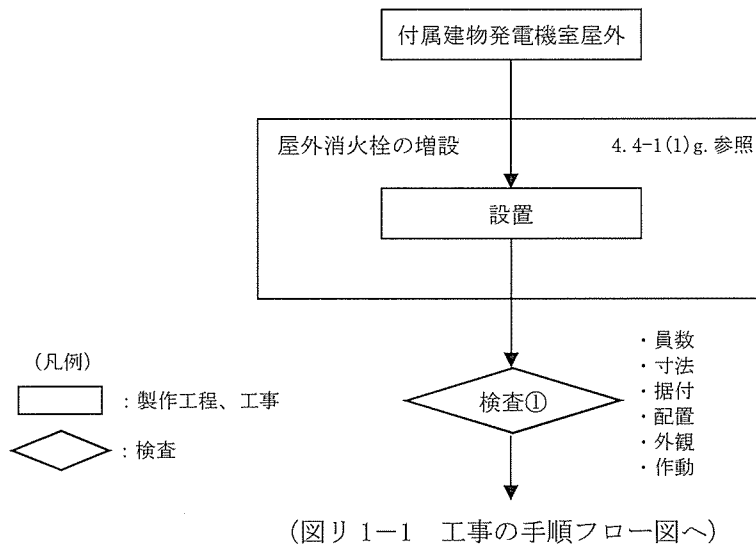 付属建物発電機室屋外
屋外消火栓の増設
4.4-1(1)g.参照
設置
検査①
・員数
・寸法
・据付
・配置
・外観
・作動
(凡例)
：製作工程、工事
：検査
(図リ 1−1　工事の手順フロー図へ)